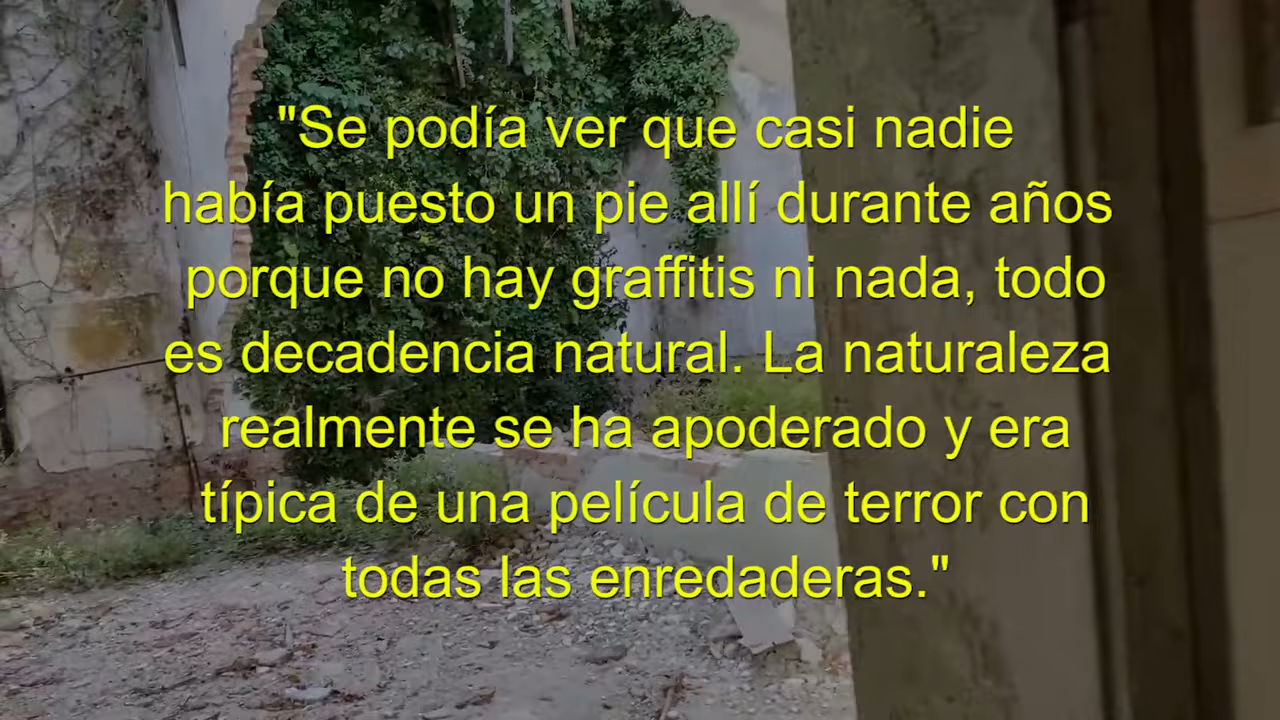 "Se podía ver que casi nadie
había puesto un pie allí durante años
porque no hay graffitis ni nada, todo
es decadencia natural. La naturaleza
realmente se ha apoderado y era
típica de una película de terror con
todas las enredaderas."